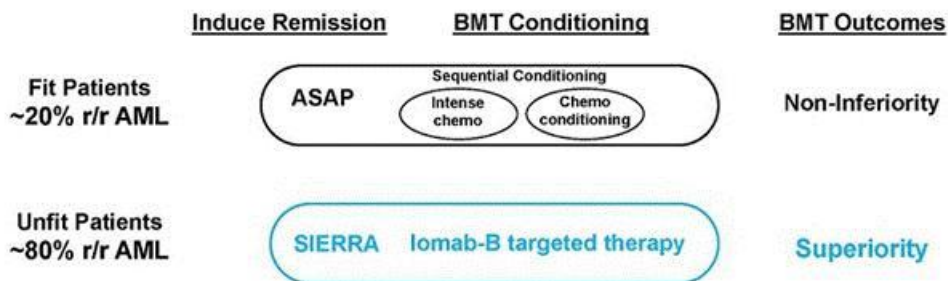 Induce Remission BMT Conditioning BMT Outcomes
Fit Patients
~20% r/r AML
ASAP
Sequential Conditioning
Intense
chemo
Chemo
conditioning
Non-Inferiority
Unfit Patients
~80% r/r AML
SIERRA Iomab-B targeted therapy
Superiority